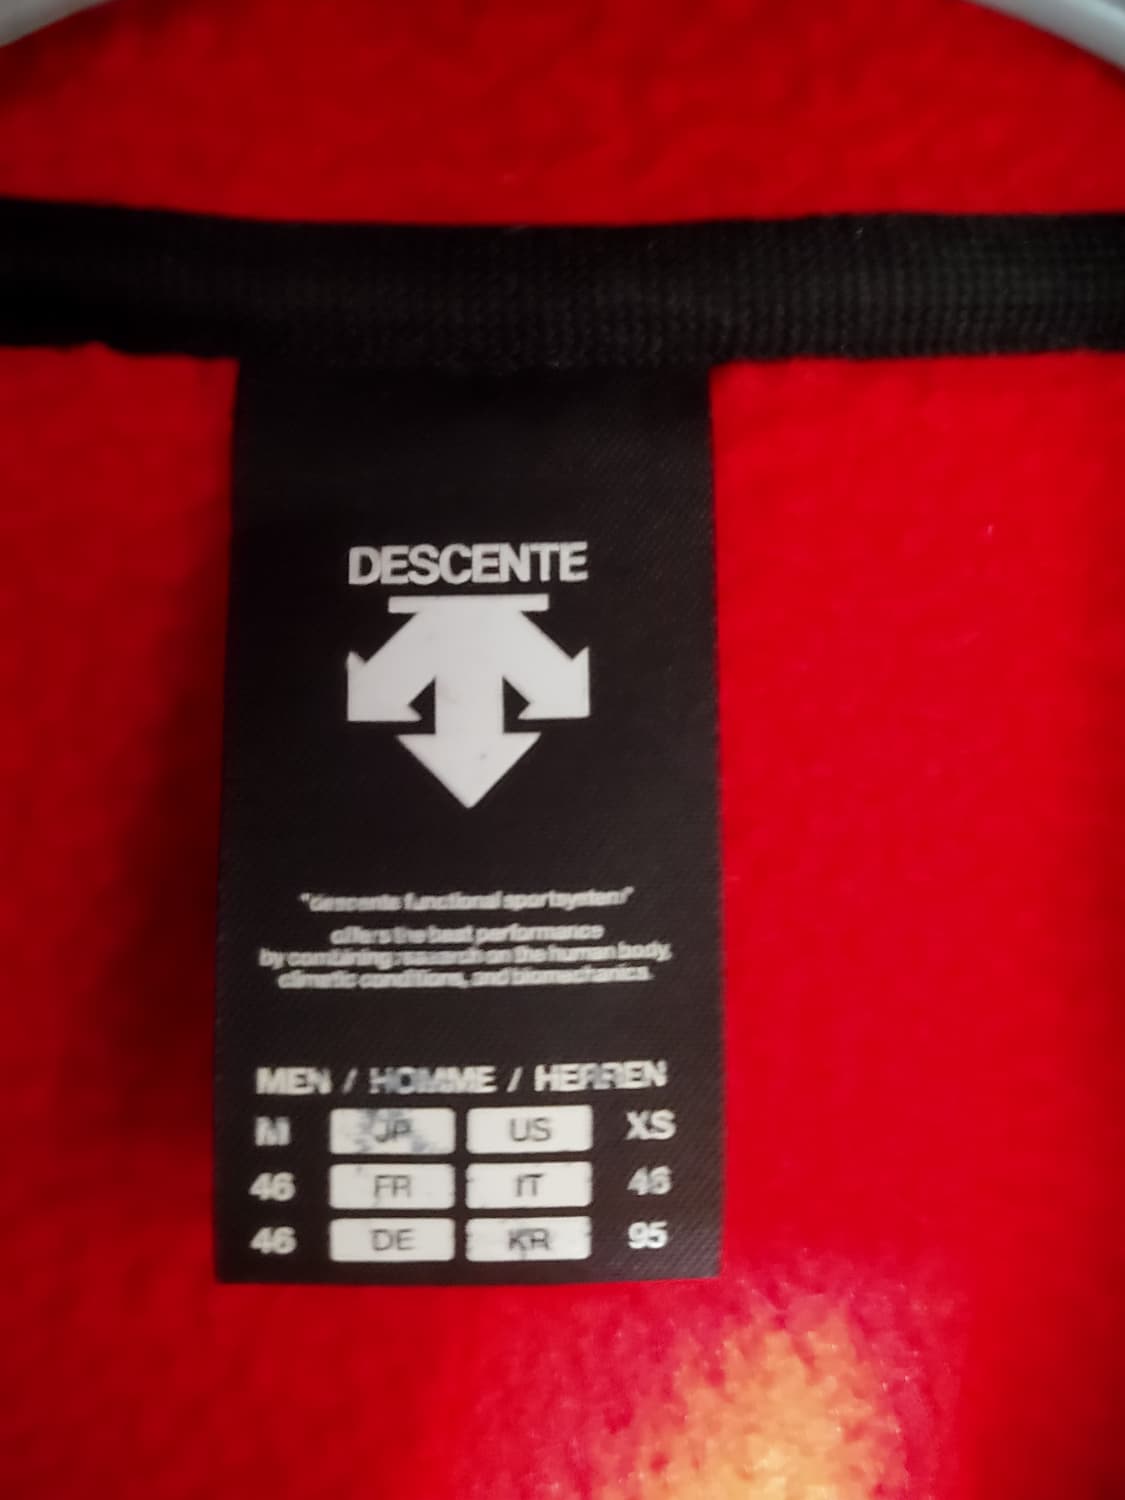 DESCENTE
"descente functional sportsystem"
offers the best performance
by combining research on the human body,
climatic conditions, and biomechanics.
MEN / HOMME / HERREN
M JP US XS
46 FR IT 46
46 DE KR 95